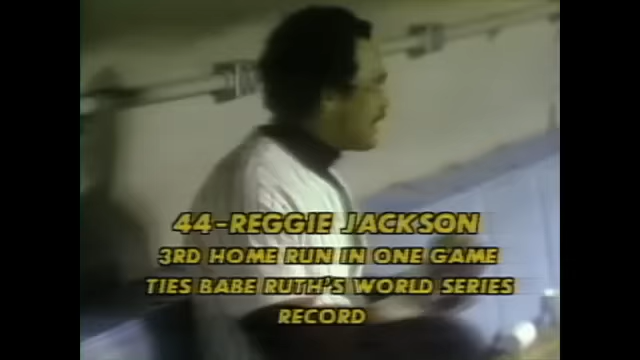 44-REGGIE JACKSON
3RD HOME RUN IN ONE GAME
TIES BABE RUTH'S WORLD SERIES
RECORD